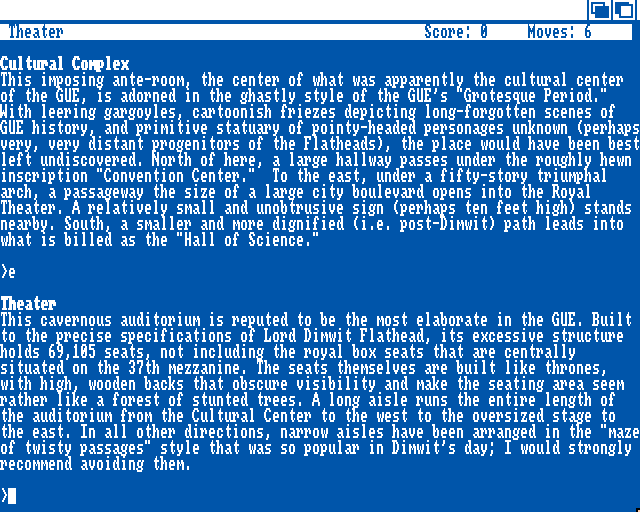 Theater Score: 0 Moves: 6
Cultural Complex
This imposing ante-room, the center of what was apparently the cultural center
of the GUE, is adorned in the ghastly style of the GUE's "Grotesque Period."
With leering gargoyles, cartoonish friezes depicting long-forgotten scenes of
GUE history, and primitive statuary of pointy-headed personages unknown (perhaps
very, very distant progenitors of the Flatheads), the place would have been best
left undiscovered. North of here, a large hallway passes under the roughly hewn
inscription "Convention Center."  To the east, under a fifty-story triumphal
arch, a passageway the size of a large city boulevard opens into the Royal
Theater. A relatively small and unobtrusive sign (perhaps ten feet high) stands
nearby. South, a smaller and more dignified (i.e. post-Dimwit) path leads into
what is billed as the "Hall of Science."
>e
Theater
This cavernous auditorium is reputed to be the most elaborate in the GUE. Built
to the precise specifications of Lord Dimwit Flathead, its excessive structure
holds 69,105 seats, not including the royal box seats that are centrally
situated on the 37th mezzanine. The seats themselves are built like thrones,
with high, wooden backs that obscure visibility and make the seating area seem
rather like a forest of stunted trees. A long aisle runs the entire length of
the auditorium from the Cultural Center to the west to the oversized stage to
the east. In all other directions, narrow aisles have been arranged in the "maze
of twisty passages" style that was so popular in Dimwit's day; I would strongly
recommend avoiding them.
>